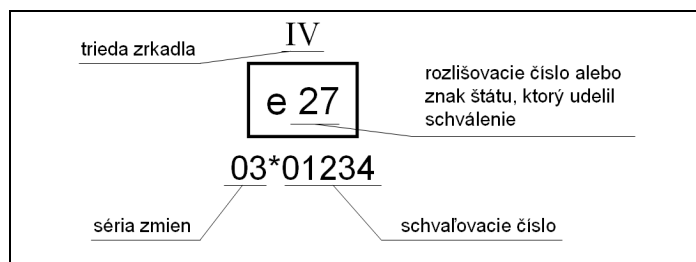 IV
trieda zrkadla
e 27
rozlišovacie číslo alebo
znak štátu, ktorý udelil
schválenie
03*01234
séria zmien
schvaľovacie číslo